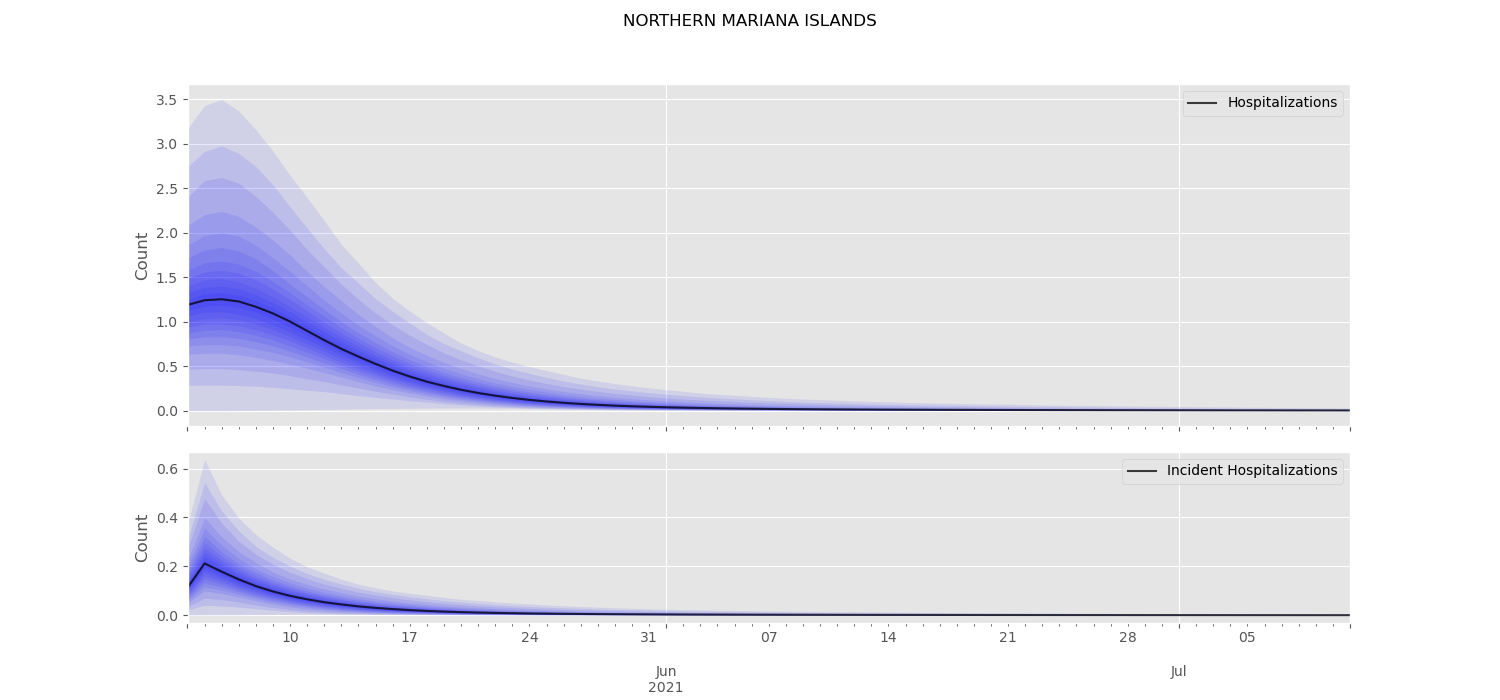 NORTHERN MARIANA ISLANDS
3.5
3.0
2.5
2.0
1.5
1.0
0.5
0.0
Count
Hospitalizations
0.6
0.4
0.2
0.0
Count
Incident Hospitalizations
10 17 24 31 07 14 21 28 05
Jun Jul
2021